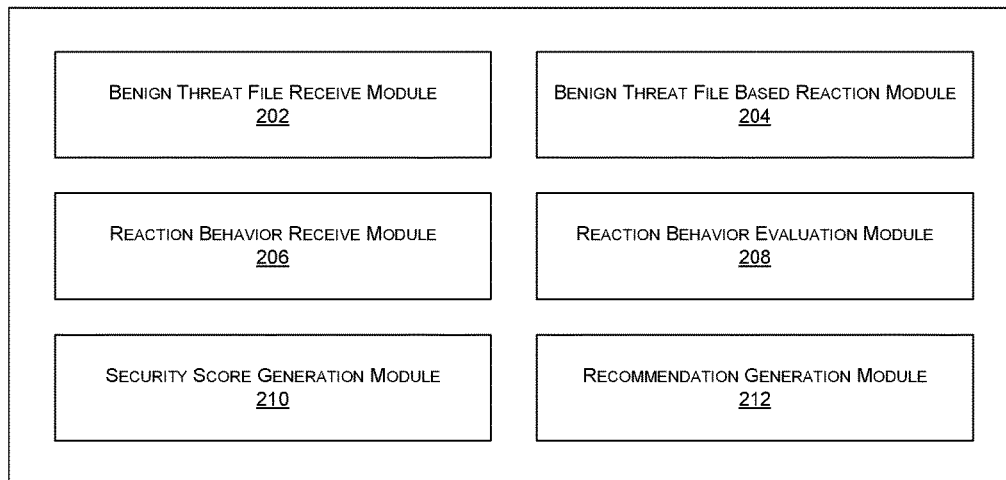 BENIGN THREAT FILE RECEIVE MODULE
202
BENIGN THREAT FILE BASED REACTION MODULE
204
REACTION BEHAVIOR RECEIVE MODULE
206
REACTION BEHAVIOR EVALUATION MODULE
208
SECURITY SCORE GENERATION MODULE
210
RECOMMENDATION GENERATION MODULE
212